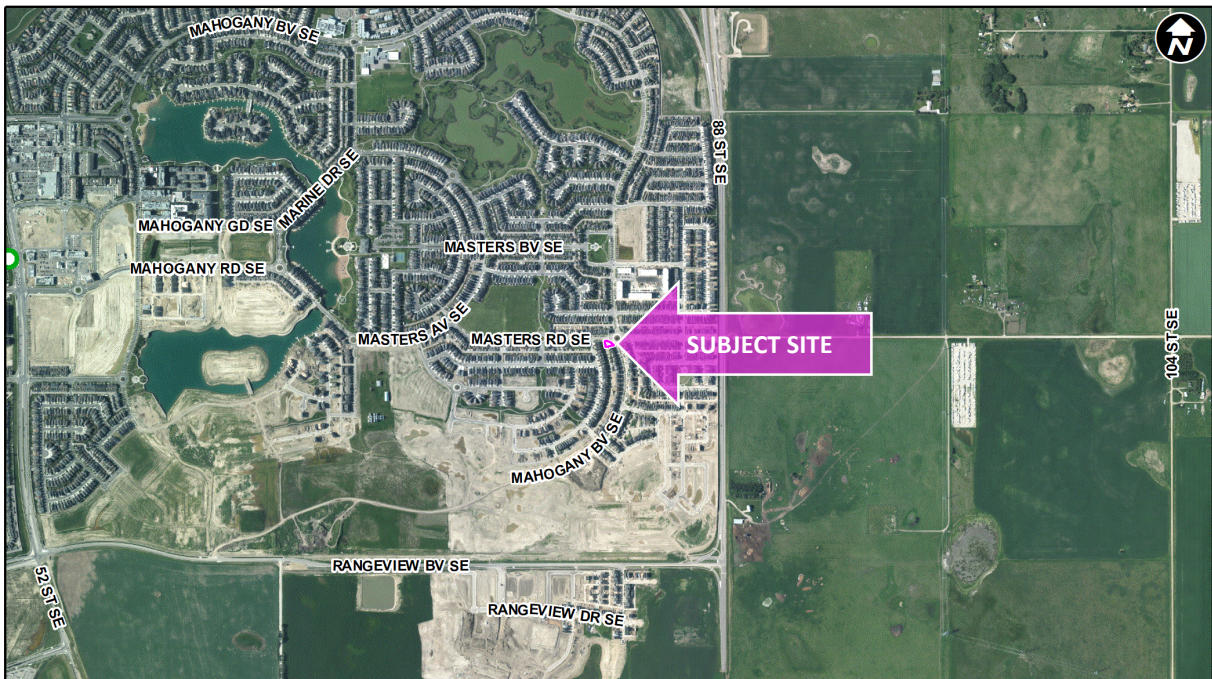 MAHOGANY BV SE
N
88 ST SE
MARINE DR SE
MAHOGANY GD SE
MASTERS BV SE
MAHOGANY RD SE
MASTERS AV SE
MASTERS RD SE
SUBJECT SITE
104 ST SE
MAHOGANY BV SE
RANGEVIEW BV SE
52 ST SE
RANGEVIEW DR SE